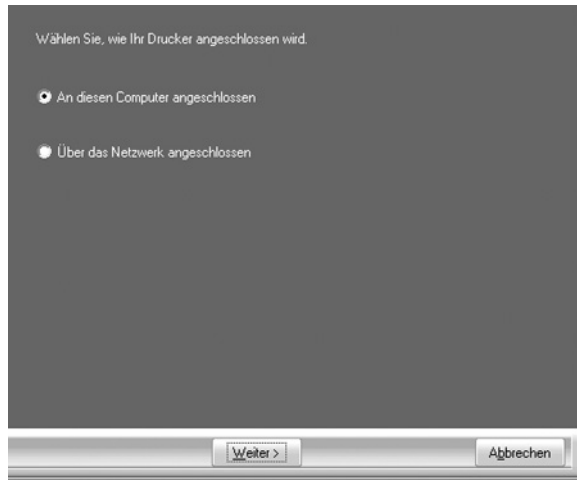 Wählen Sie, wie Ihr Drucker angeschlossen wird.
An diesen Computer angeschlossen
Über das Netzwerk angeschlossen
Weiter >
Abbrechen